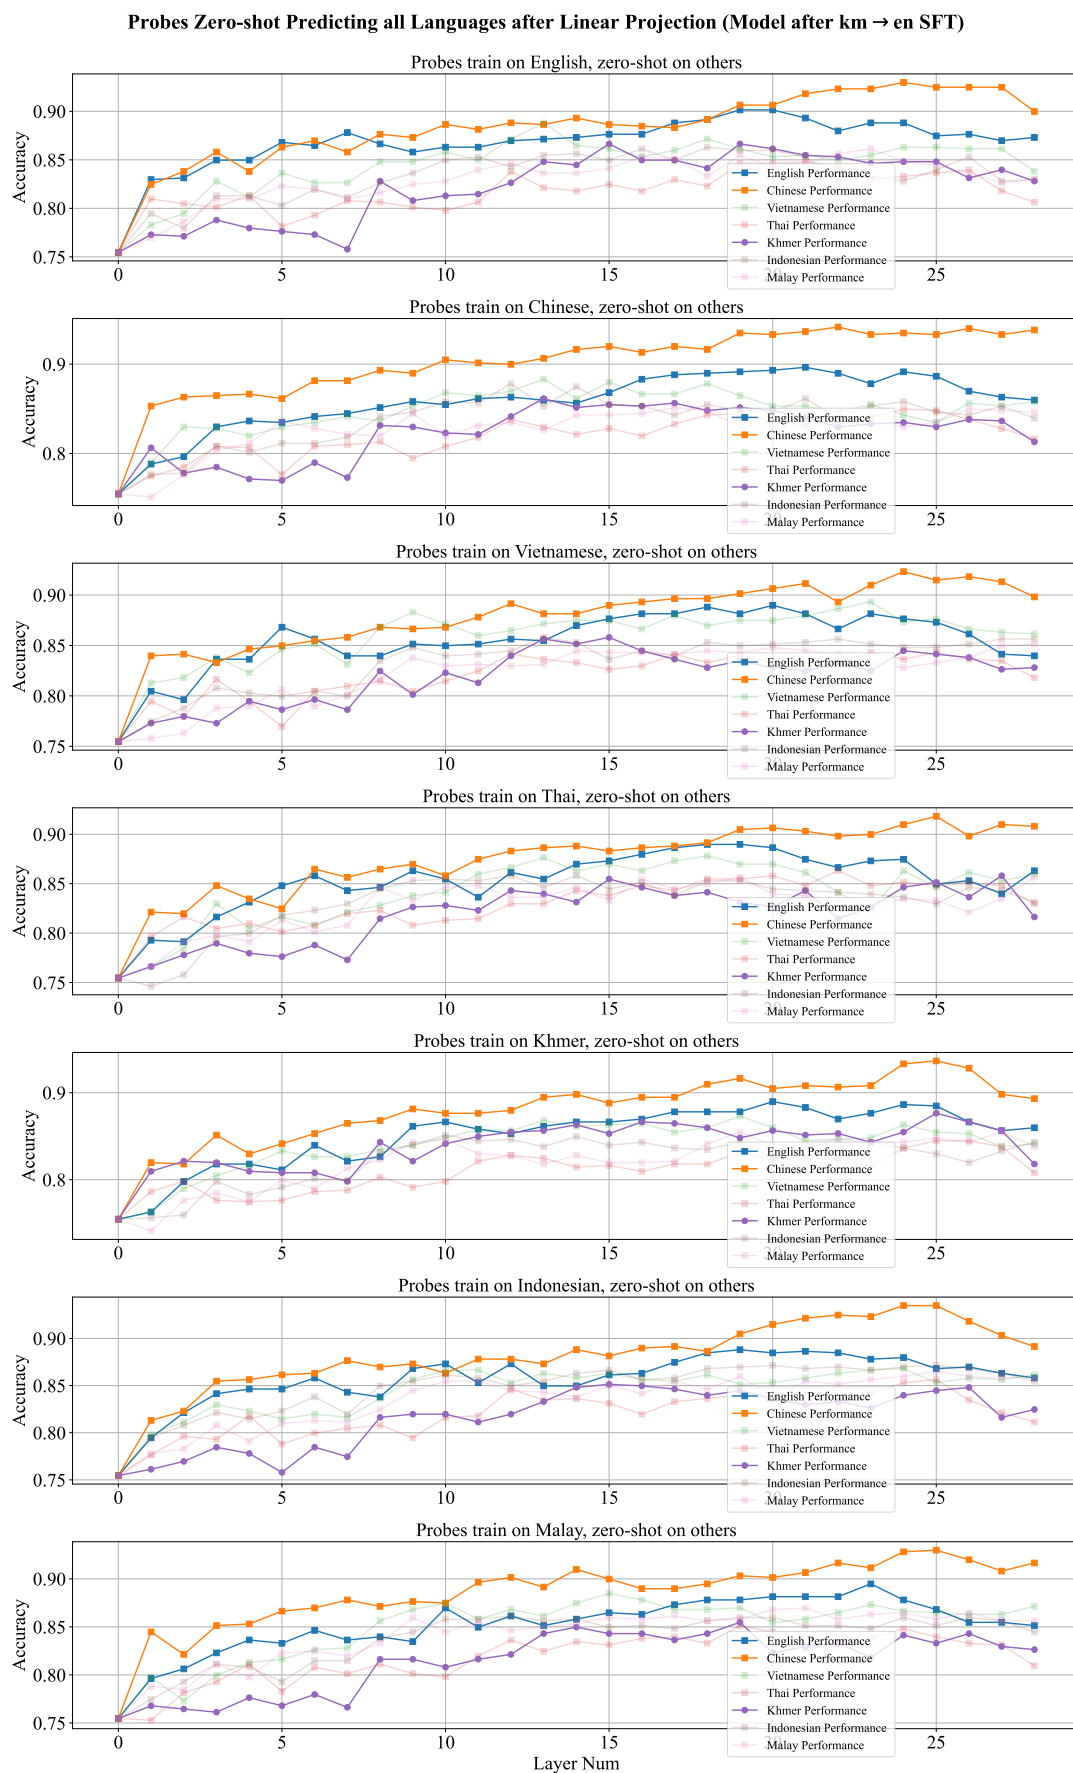 Probes Zero-shot Predicting all Languages after Linear Projection (Model after km → en SFT)
Probes train on English, zero-shot on others
Accuracy
0.90
0.85
0.80
0.75
English Performance
Chinese Performance
Vietnamese Performance
Thai Performance
Khmer Performance
Indonesian Performance
Malay Performance
0 5 10 15 20 25
Probes train on Chinese, zero-shot on others
Accuracy
0.9
0.8
English Performance
Chinese Performance
Vietnamese Performance
Thai Performance
Khmer Performance
Indonesian Performance
Malay Performance
0 5 10 15 20 25
Probes train on Vietnamese, zero-shot on others
Accuracy
0.90
0.85
0.80
0.75
English Performance
Chinese Performance
Vietnamese Performance
Thai Performance
Khmer Performance
Indonesian Performance
Malay Performance
0 5 10 15 20 25
Probes train on Thai, zero-shot on others
Accuracy
0.90
0.85
0.80
0.75
English Performance
Chinese Performance
Vietnamese Performance
Thai Performance
Khmer Performance
Indonesian Performance
Malay Performance
0 5 10 15 20 25
Probes train on Khmer, zero-shot on others
Accuracy
0.9
0.8
English Performance
Chinese Performance
Vietnamese Performance
Thai Performance
Khmer Performance
Indonesian Performance
Malay Performance
0 5 10 15 20 25
Probes train on Indonesian, zero-shot on others
Accuracy
0.90
0.85
0.80
0.75
English Performance
Chinese Performance
Vietnamese Performance
Thai Performance
Khmer Performance
Indonesian Performance
Malay Performance
0 5 10 15 20 25
Probes train on Malay, zero-shot on others
Accuracy
0.90
0.85
0.80
0.75
English Performance
Chinese Performance
Vietnamese Performance
Thai Performance
Khmer Performance
Indonesian Performance
Malay Performance
0 5 10 15 20 25
Layer Num